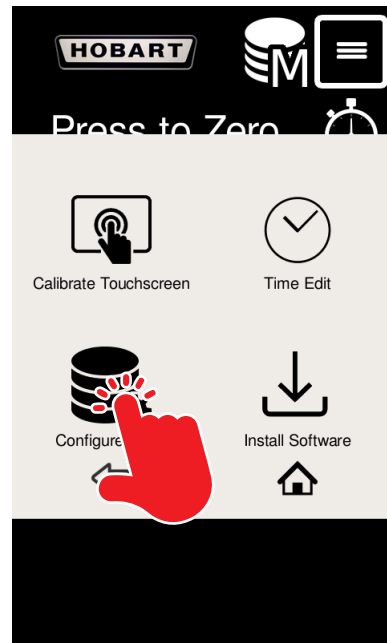 HOBART
M
Press to Zero
Calibrate Touchscreen
Time Edit
Configure
Install Software